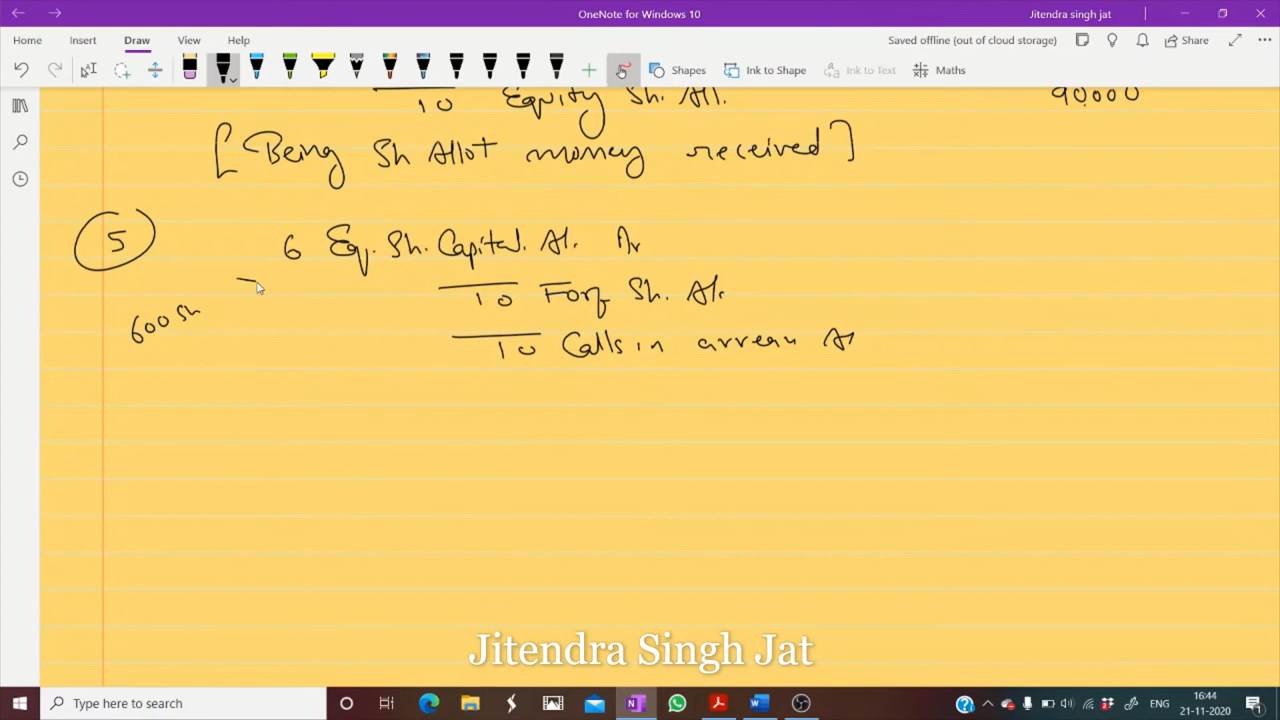 OneNote for Windows 10
Jitendra singh jat
Home Insert Draw View Help
Saved offline (out of cloud storage)
Share
Shapes Ink to Shape Ink to Text Maths
To Equity Sh. A/c. 90,000
[Being Sh Allot money received]
5 6 Eq. Sh. Capital. A/c. Dr
To Forf Sh. A/c.
600 Sh
To Calls in arrear A/c
Jitendra Singh Jat
Type here to search
ENG
16:44
21-11-2020